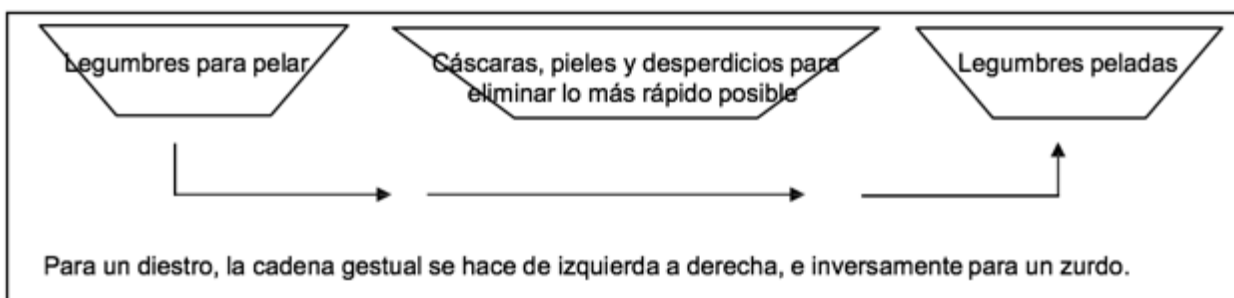 Legumbres para pelar
Cáscaras, pieles y desperdicios para
eliminar lo más rápido posible
Legumbres peladas
Para un diestro, la cadena gestual se hace de izquierda a derecha, e inversamente para un zurdo.